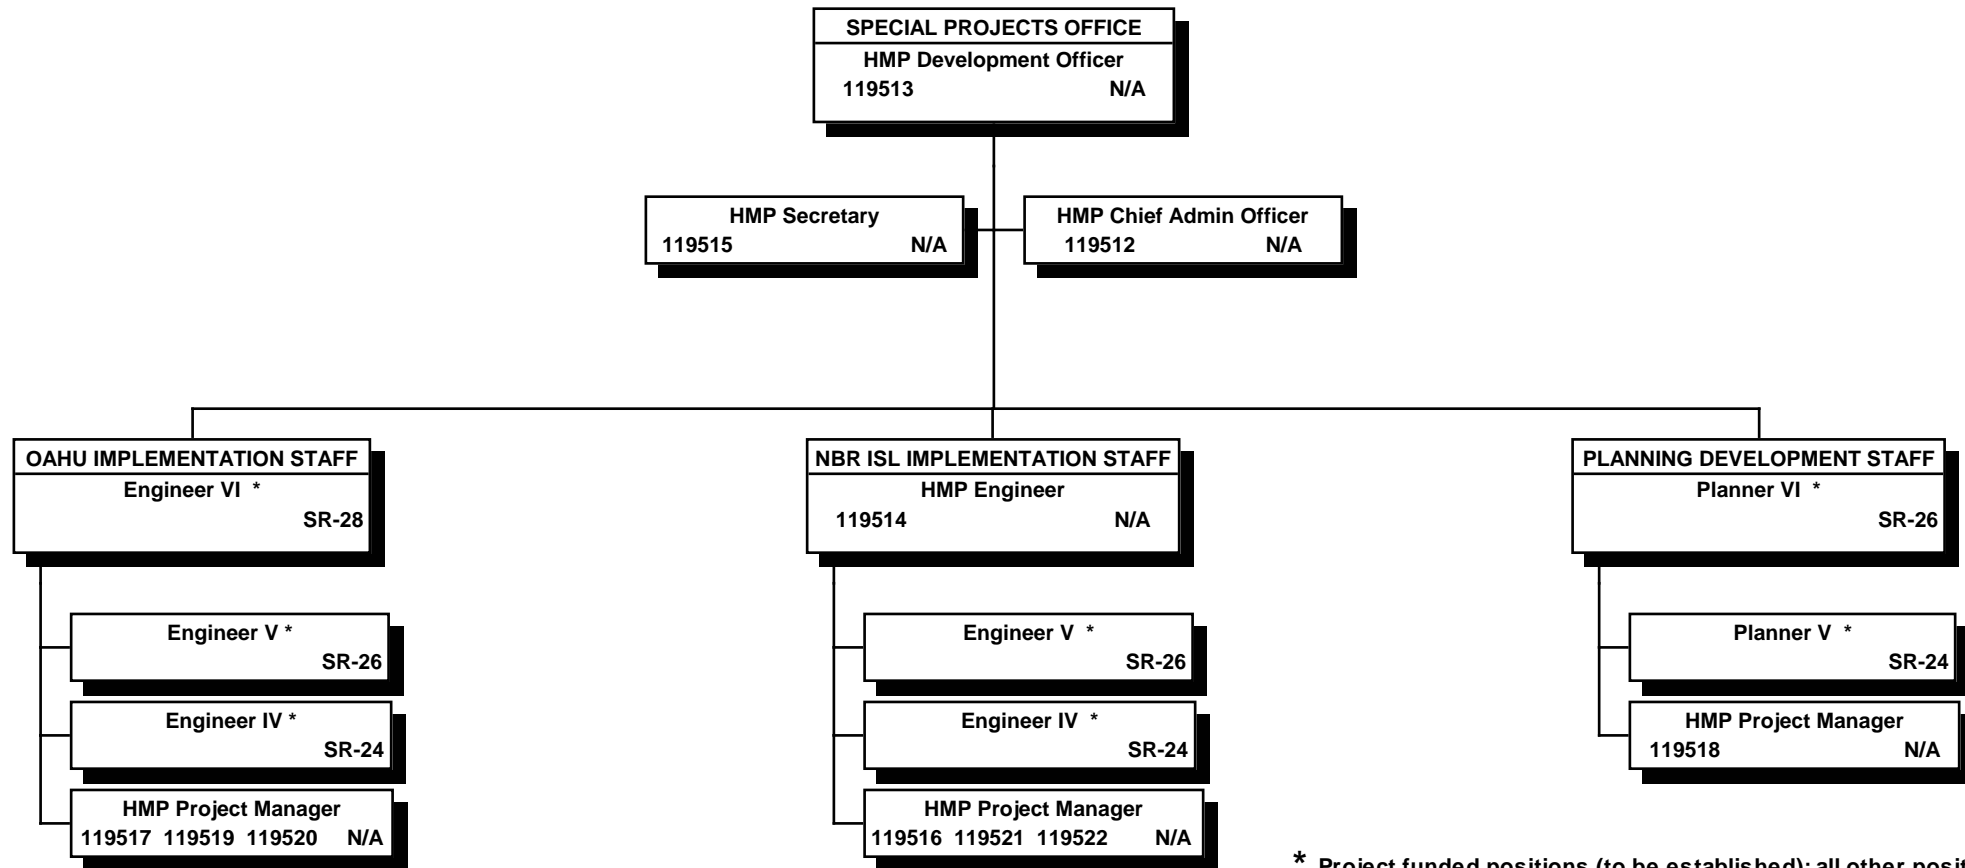 SPECIAL PROJECTS OFFICE
HMP Development Officer
119513 N/A
HMP Secretary
119515 N/A
HMP Chief Admin Officer
119512 N/A
OAHU IMPLEMENTATION STAFF
Engineer VI *
SR-28
Engineer V *
SR-26
Engineer IV *
SR-24
HMP Project Manager
119517 119519 119520 N/A
NBR ISL IMPLEMENTATION STAFF
HMP Engineer
119514 N/A
Engineer V *
SR-26
Engineer IV *
SR-24
HMP Project Manager
119516 119521 119522 N/A
PLANNING DEVELOPMENT STAFF
Planner VI *
SR-26
Planner V *
SR-24
HMP Project Manager
119518 N/A
* Project funded positions (to be established); all other